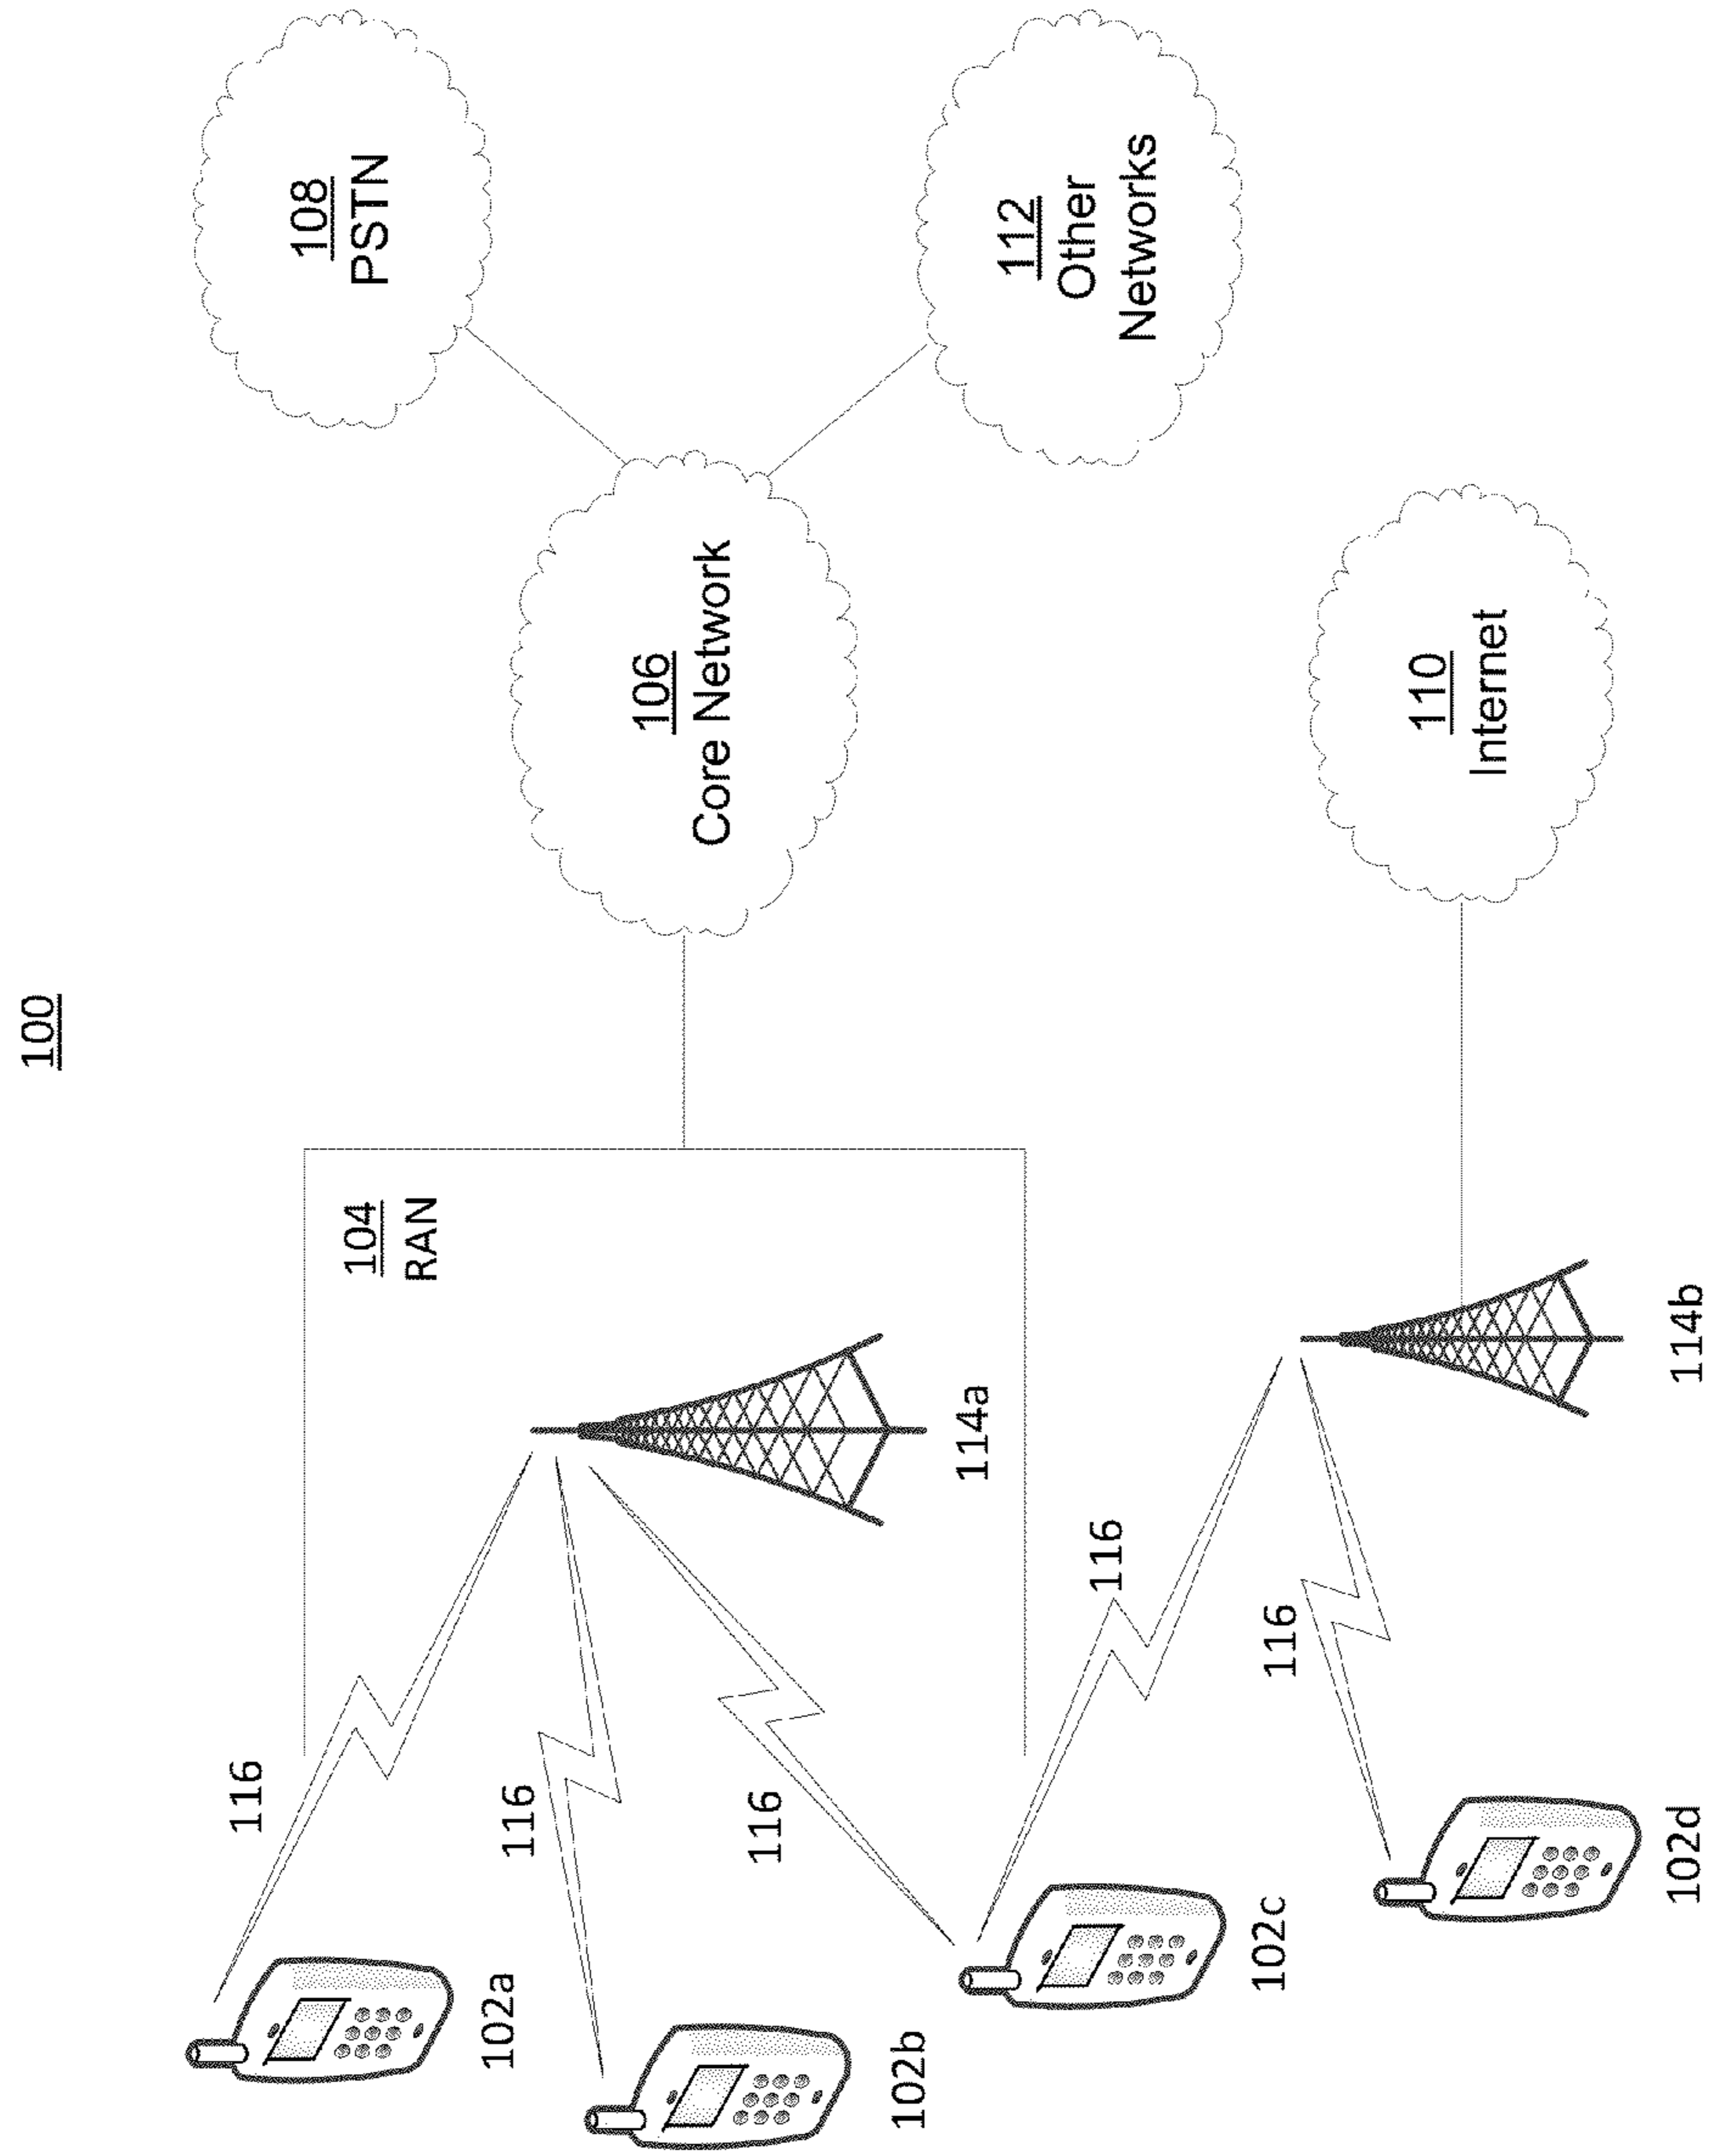 100
116
108
PSTN
104
RAN
102a
116
106
Core Network
116
102b
114a
112
Other
Networks
116
102c
116
110
Internet
102d
114b